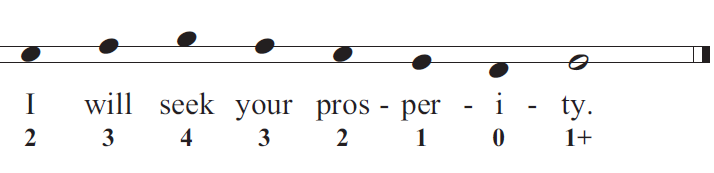 I will seek your pros - per - i - ty.
2 3 4 3 2 1 0 1+